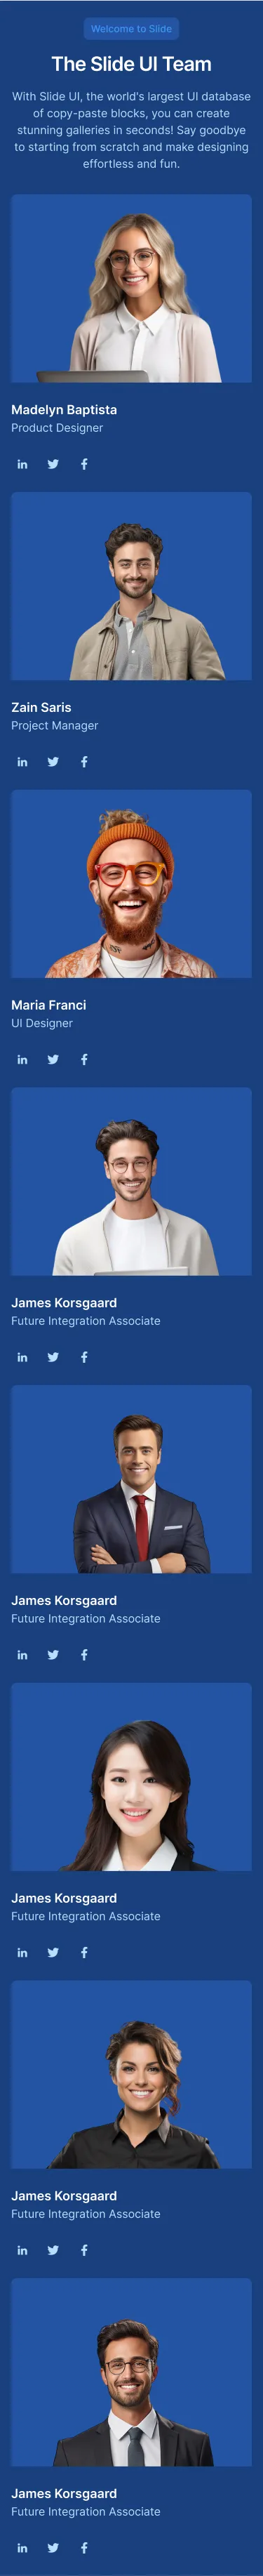 Welcome to Slide
The Slide UI Team
With Slide UI, the world's largest UI database
of copy-paste blocks, you can create
stunning galleries in seconds! Say goodbye
to starting from scratch and make designing
effortless and fun.
Madelyn Baptista
Product Designer
in
Zain Saris
Project Manager
in
Maria Franci
UI Designer
in
James Korsgaard
Future Integration Associate
in
James Korsgaard
Future Integration Associate
in
James Korsgaard
Future Integration Associate
in
James Korsgaard
Future Integration Associate
in
James Korsgaard
Future Integration Associate
in